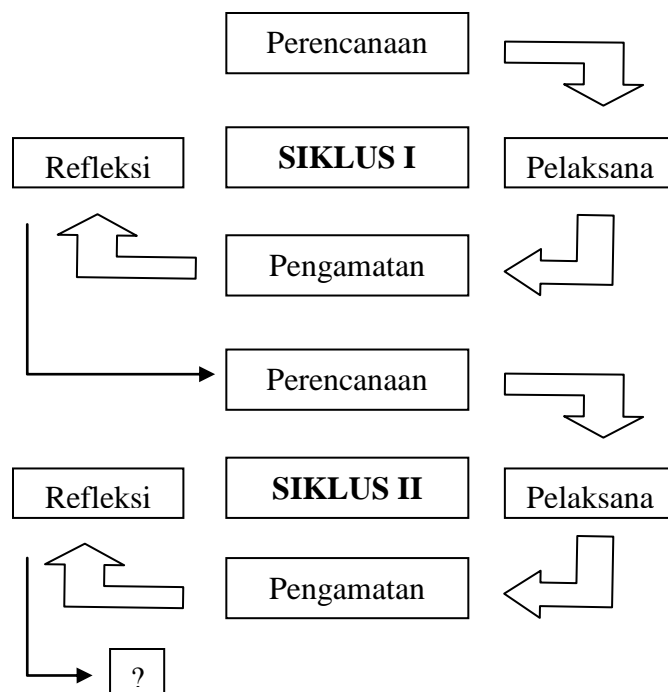 Perencanaan
Refleksi
SIKLUS I
Pelaksana
Pengamatan
Perencanaan
Refleksi
SIKLUS II
Pelaksana
Pengamatan
?